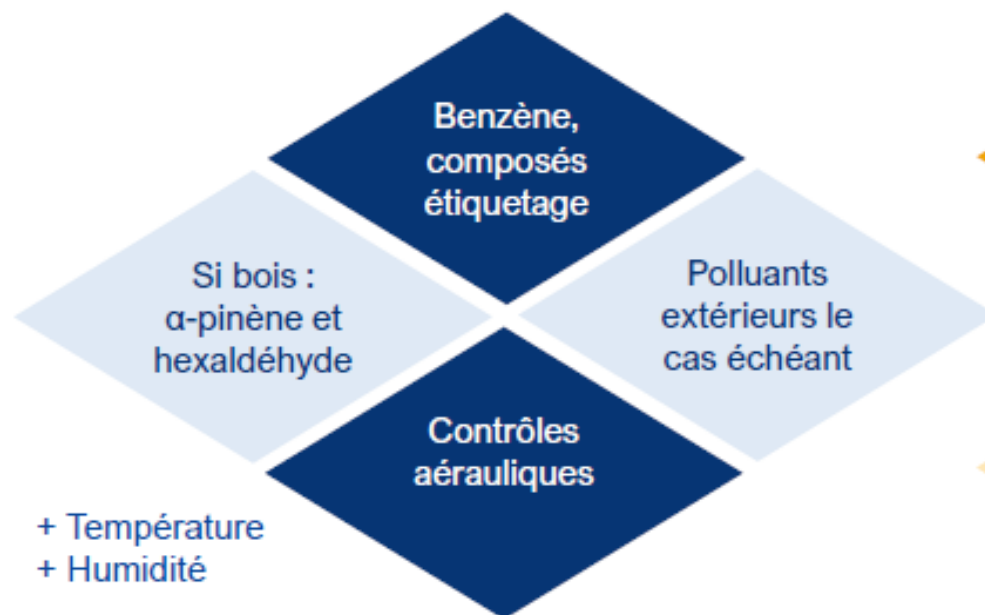 Benzène,
composés
étiquetage
Si bois :
α-pinène et
hexaldéhyde
Polluants
extérieurs le
cas échéant
Contrôles
aérauliques
+ Température
+ Humidité